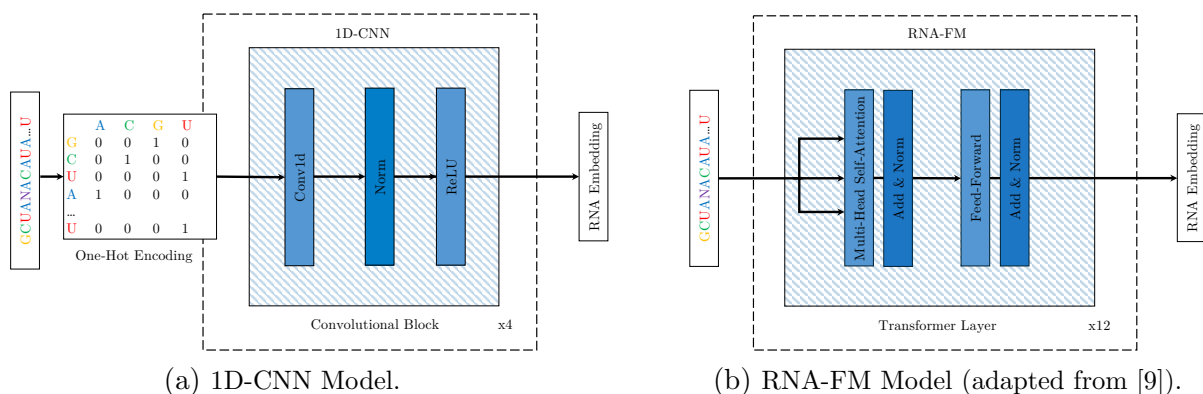 1D-CNN
GCUANACAUA...U
A C G U
G 0 0 1 0
C 0 1 0 0
U 0 0 0 1
A 1 0 0 0
...
U 0 0 0 1
One-Hot Encoding
Conv1d
Norm
ReLU
Convolutional Block x4
RNA Embedding
(a) 1D-CNN Model.
RNA-FM
GCUANACAUA...U
Multi-Head Self-Attention
Add & Norm
Feed-Forward
Add & Norm
Transformer Layer x12
RNA Embedding
(b) RNA-FM Model (adapted from [9]).